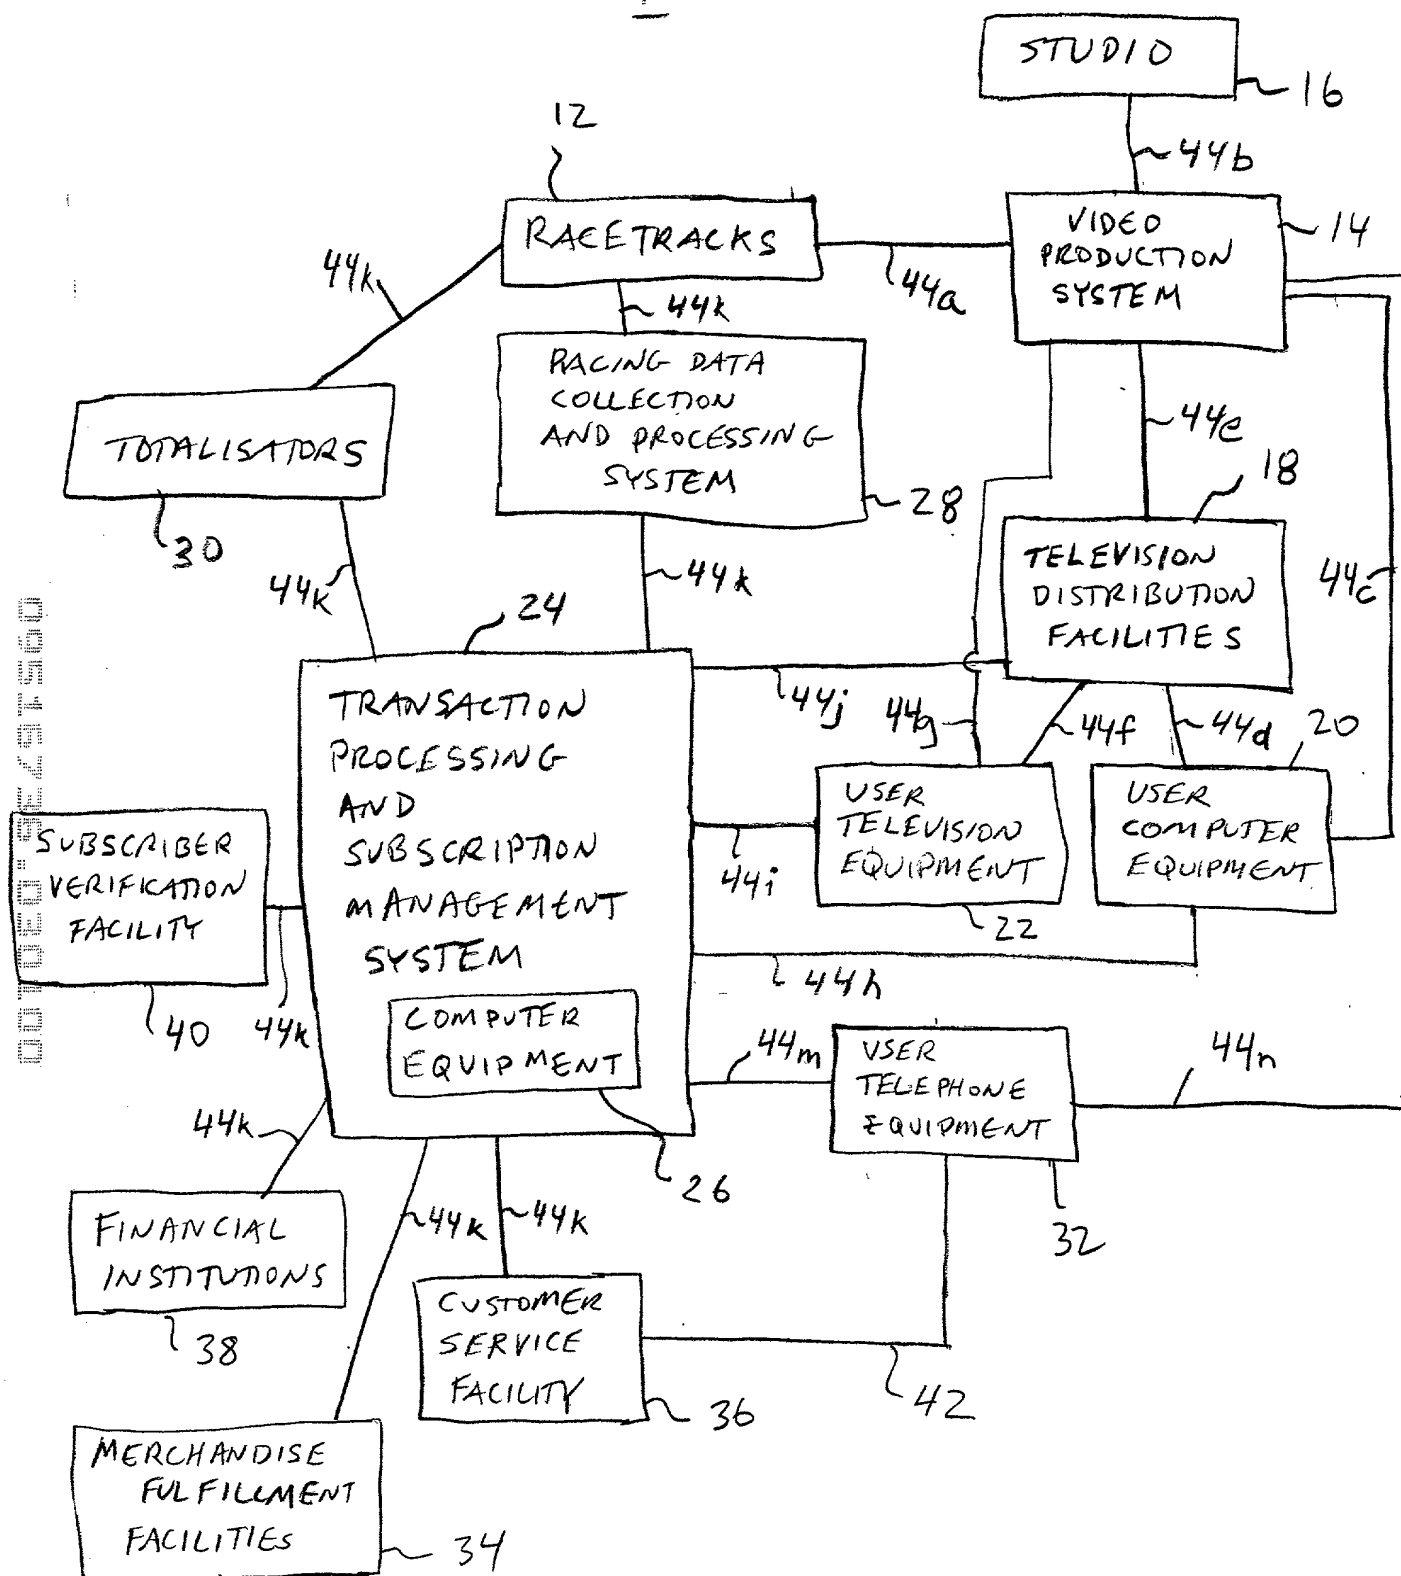 STUDIO
16
12
44b
RACETRACKS
VIDEO
PRODUCTION
SYSTEM
14
44k
44a
44k
RACING DATA
COLLECTION
AND PROCESSING
SYSTEM
28
TOTALISATORS
30
44e
18
44k
44k
TELEVISION
DISTRIBUTION
FACILITIES
44c
24
TRANSACTION
PROCESSING
AND
SUBSCRIPTION
MANAGEMENT
SYSTEM
44j
44g
44f
44d
20
USER
TELEVISION
EQUIPMENT
22
USER
COMPUTER
EQUIPMENT
44i
SUBSCRIBER
VERIFICATION
FACILITY
40
44k
44h
COMPUTER
EQUIPMENT
26
44m
USER
TELEPHONE
EQUIPMENT
32
44n
44k
FINANCIAL
INSTITUTIONS
38
44k
44k
CUSTOMER
SERVICE
FACILITY
36
42
MERCHANDISE
FULFILLMENT
FACILITIES
34